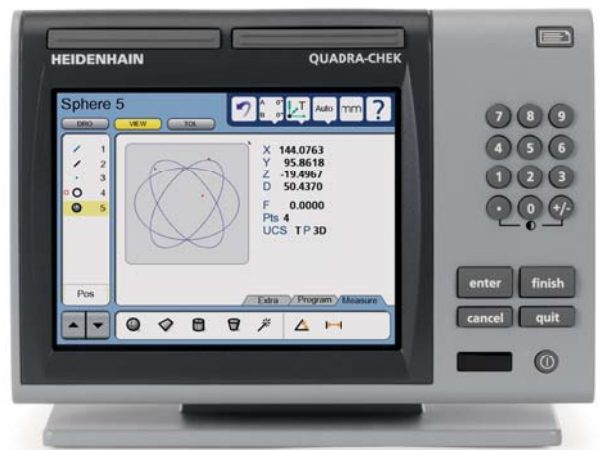 HEIDENHAIN
QUADRA-CHEK
Sphere 5
A 0°
B 0°
T
Auto
mm
?
DRO
VIEW
TOL
1
2
3
4
5
X 144.0763
Y 95.8618
Z -19.4967
D 50.4370
F 0.0000
Pts 4
UCS T P 3D
Pos
Extra
Program
Measure
7 8 9
4 5 6
1 2 3
. 0 +/-
enter finish
cancel quit